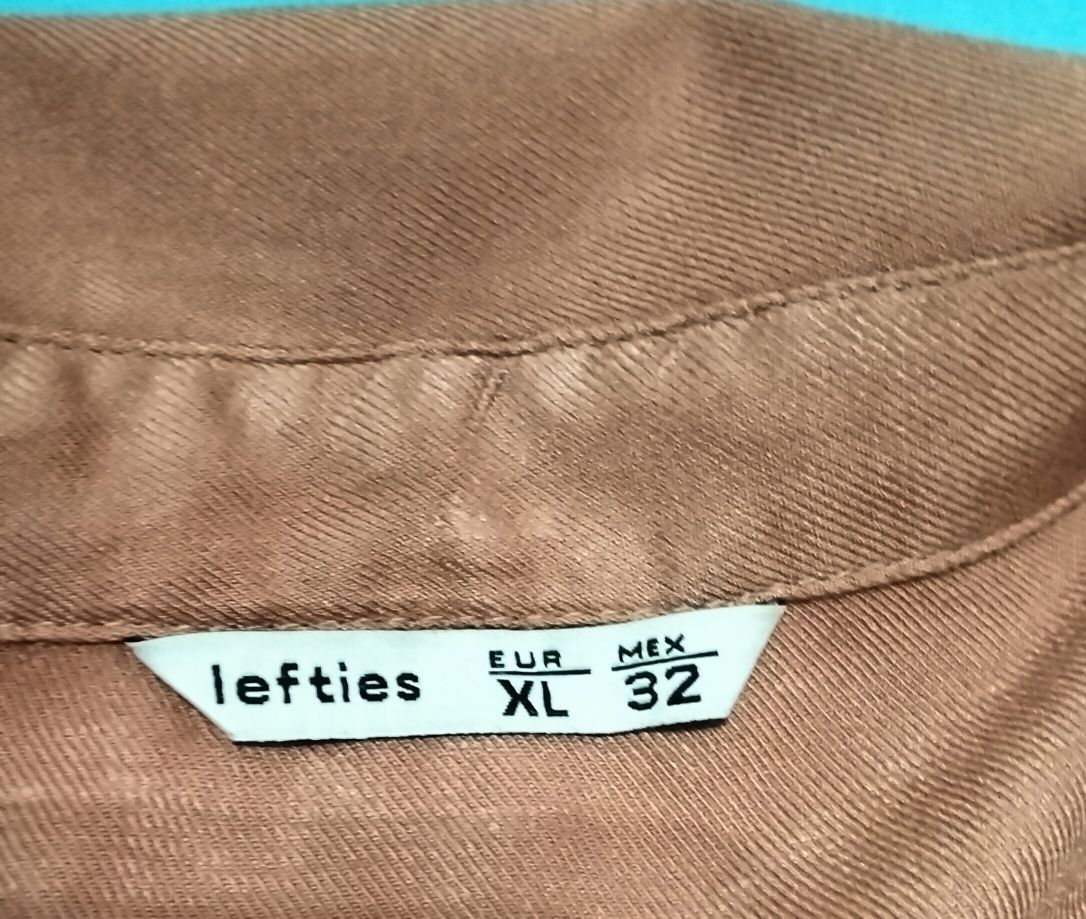 lefties
EUR MEX
XL 32